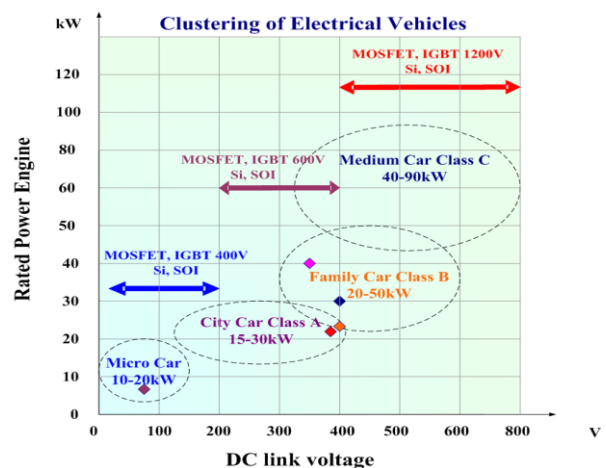 Clustering of Electrical Vehicles
kW
MOSFET, IGBT 1200V
Si, SOI
120
100
80
MOSFET, IGBT 600V
Si, SOI
Medium Car Class C
40-90kW
60
50
MOSFET, IGBT 400V
Si, SOI
40
Family Car Class B
20-50kW
30
City Car Class A
15-30kW
20
Micro Car
10-20kW
10
0
Rated Power Engine
0 100 200 300 400 500 600 800 V
DC link voltage